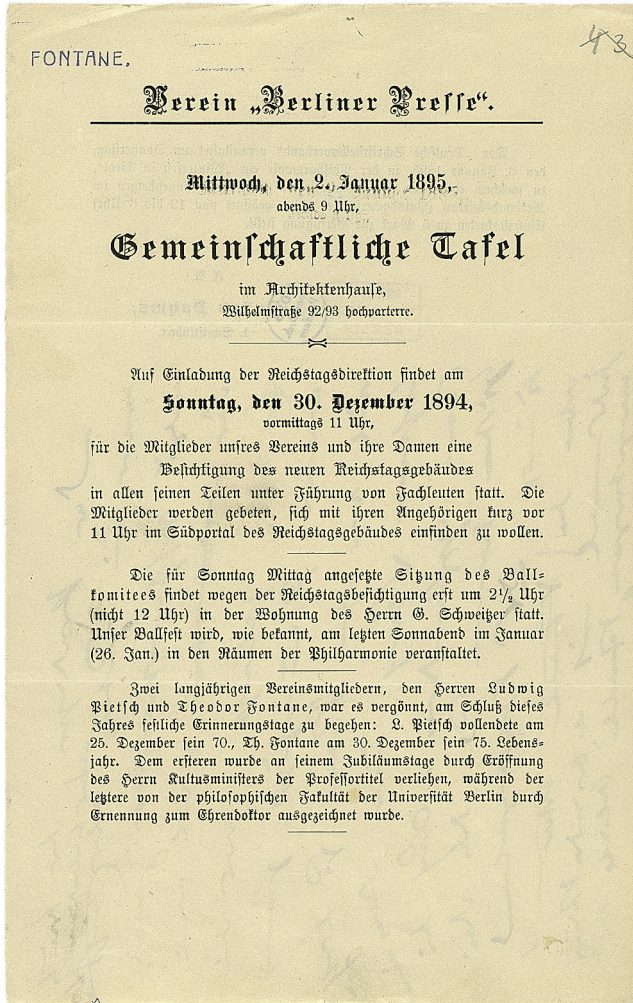 FONTANE.
43
Verein „Berliner Presse“.
Mittwoch, den 2. Januar 1895,
abends 9 Uhr,
Gemeinschaftliche Tafel
im Architektenhause,
Wilhelmstraße 92/93 hochparterre.
Auf Einladung der Reichstagsdirektion findet am
Sonntag, den 30. Dezember 1894,
vormittags 11 Uhr,
für die Mitglieder unsres Vereins und ihre Damen eine
Besichtigung des neuen Reichstagsgebäudes
in allen seinen Teilen unter Führung von Fachleuten statt. Die
Mitglieder werden gebeten, sich mit ihren Angehörigen kurz vor
11 Uhr im Südportal des Reichstagsgebäudes einfinden zu wollen.
Die für Sonntag Mittag angesetzte Sitzung des Ball-
komitees findet wegen der Reichstagsbesichtigung erst um 2½ Uhr
(nicht 12 Uhr) in der Wohnung des Herrn G. Schweitzer statt.
Unser Ballfest wird, wie bekannt, am letzten Sonnabend im Januar
(26. Jan.) in den Räumen der Philharmonie veranstaltet.
Zwei langjährigen Vereinsmitgliedern, den Herren Ludwig
Pietsch und Theodor Fontane, war es vergönnt, am Schluß dieses
Jahres festliche Erinnerungstage zu begehen: L. Pietsch vollendete am
25. Dezember sein 70., Th. Fontane am 30. Dezember sein 75. Lebens-
jahr. Dem ersteren wurde an seinem Jubiläumstage durch Eröffnung
des Herrn Kultusministers der Professortitel verliehen, während der
letztere von der philosophischen Fakultät der Universität Berlin durch
Ernennung zum Ehrendoktor ausgezeichnet wurde.